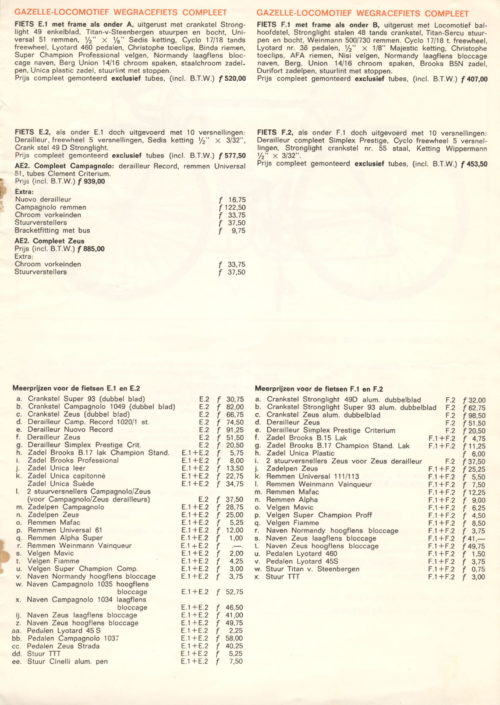 GAZELLE-LOCOMOTIEF WEGRACEFIETS COMPLEET
FIETS E.1 met frame als onder A, uitgerust met crankstel Strong-
light 49 enkelblad, Titan-v-Steenbergen stuurpen en bocht, Uni-
versal 51 remmen, ½" × ⅛" Sedis ketting, Cyclo 17/18 tands
freewheel, Lyotard 460 pedalen, Christophe toeclips, Binda riemen,
Super Champion Professional velgen, Normandy laagflens bloc-
cage naven, Berg Union 14/16 chroom spaken, staalchroom zadel-
pen, Unica plastic zadel, stuurlint met stoppen.
Prijs compleet gemonteerd exclusief tubes, (incl. B.T.W.) f 520,00
FIETS E.2, als onder E.1 doch uitgevoerd met 10 versnellingen:
Derailleur, freewheel 5 versnellingen, Sedis ketting ½" × 3/32",
Crank stel 49 D Stronglight.
Prijs compleet gemonteerd exclusief tubes (incl. B.T.W.) f 577,50
AE2. Compleet Campagnolo: derailleur Record, remmen Universal
51, tubes Clement Criterium.
Prijs (incl. B.T.W.) f 939,00
Extra:
Nuovo derailleur f 16,75
Campagnolo remmen f 122,50
Chroom vorkeinden f 33,75
Stuurverstellers f 37,50
Bracketfitting met bus f 9,75
AE2. Compleet Zeus
Prijs (incl. B.T.W.) f 885,00
Extra:
Chroom vorkeinden f 33,75
Stuurverstellers f 37,50
Meerprijzen voor de fietsen E.1 en E.2
a. Crankstel Super 93 (dubbel blad) E.2 f 30,75
b. Crankstel Campagnolo 1049 (dubbel blad) E.2 f 82,00
c. Crankstel Zeus (dubbel blad) E.2 f 66,75
d. Derailleur Camp. Record 1020/1 st. E.2 f 74,50
e. Derailleur Nuovo Record E.2 f 91,25
f. Derailleur Zeus E.2 f 51,50
g. Derailleur Simplex Prestige Crit. E.2 f 20,50
h. Zadel Brooks B.17 lak Champion Stand. E.1+E.2 f 5,75
i. Zadel Brooks Professional E.1+E.2 f 8,00
j. Zadel Unica leer E.1+E.2 f 13,50
k. Zadel Unica capitonné E.1+E.2 f 22,75
Zadel Unica Suède E.1+E.2 f 34,75
l. 2 stuurversnellers Campagnolo/Zeus
(voor Campagnolo/Zeus derailleurs) E.2 f 37,50
m. Zadelpen Campagnolo E.1+E.2 f 28,75
n. Zadelpen Zeus E.1+E.2 f 25,00
o. Remmen Mafac E.1+E.2 f 5,25
p. Remmen Universal 61 E.1+E.2 f 12,00
q. Remmen Alpha Super E.1+E.2 f 1,00
r. Remmen Weinmann Vainqueur E.1+E.2 f —.—
s. Velgen Mavic E.1+E.2 f 2,00
t. Velgen Fiamme E.1+E.2 f 4,25
u. Velgen Super Champion Comp. E.1+E.2 f 3,00
v. Naven Normandy hoogflens bloccage E.1+E.2 f 3,75
w. Naven Campagnolo 1035 hoogflens
bloccage E.1+E.2 f 52,75
x. Naven Campagnolo 1034 laagflens
bloccage E.1+E.2 f 46,50
ij. Naven Zeus laagflens bloccage E.1+E.2 f 41,00
z. Naven Zeus hoogflens bloccage E.1+E.2 f 49,75
aa. Pedalen Lyotard 45 S E.1+E.2 f 2,25
bb. Pedalen Campagnolo 1037 E.1+E.2 f 58,00
cc. Pedalen Zeus Strada E.1+E.2 f 40,25
dd. Stuur TTT E.1+E.2 f 5,25
ee. Stuur Cinelli alum. pen E.1+E.2 f 7,50
GAZELLE-LOCOMOTIEF WEGRACEFIETS COMPLEET
FIETS F.1 met frame als onder B, uitgerust met Locomotief bal-
hoofdstel, Stronglight stalen 48 tands crankstel, Titan-Sercu stuur-
pen en bocht, Weinmann 500/730 remmen. Cyclo 17/18 t. freewheel,
Lyotard nr. 36 pedalen, ½" × 1/8" Majestic ketting, Christophe
toeclips, AFA riemen, Nisi velgen, Normandy laagflens bloccage
naven, Berg. Union 14/16 chroom spaken, Brooks B5N zadel,
Durifort zadelpen, stuurlint met stoppen.
Prijs compleet gemonteerd exclusief tubes, (incl. B.T.W.) f 407,00
FIETS F.2, als onder F.1 doch uitgevoerd met 10 versnellingen:
Derailleur compleet Simplex Prestige, Cyclo freewheel 5 versnel-
lingen, Stronglight crankstel nr. 55 staal, Ketting Wippermann
½" × 3/32".
Prijs compleet gemonteerd exclusief tubes, (incl. B.T.W.) f 453,50
Meerprijzen voor de fietsen F.1 en F.2
a. Crankstel Stronglight 49D alum. dubbelblad F.2 f 32,00
b. Crankstel Stronglight Super 93 alum. dubbelblad F.2 f 62,75
c. Crankstel Zeus alum. dubbelblad F.2 f 98,50
d. Derailleur Zeus F.2 f 51,50
e. Derailleur Simplex Prestige Criterium F.2 f 20,50
f. Zadel Brooks B.15 Lak F.1+F.2 f 4,75
g. Zadel Brooks B.17 Champion Stand. Lak F.1+F.2 f 11,25
h. Zadel Unica Plastic f 6,00
i. 2 stuurversnellers Zeus voor Zeus derailleur F.2 f 37,50
j. Zadelpen Zeus F.1+F.2 f 25,25
k. Remmen Universal 111/113 F.1+F.2 f 5,50
l. Remmen Weinmann Vainqueur F.1+F.2 f 7,50
m. Remmen Mafac F.1+F.2 f 12,25
n. Remmen Alpha F.1+F.2 f 9,00
o. Velgen Mavic F.1+F.2 f 6,25
p. Velgen Super Champion Proff F.1+F.2 f 4,50
q. Velgen Fiamme F.1+F.2 f 8,50
r. Naven Normandy hoogflens bloccage F.1+F.2 f 3,75
s. Naven Zeus laagflens bloccage F.1+F.2 f 41,—
t. Naven Zeus hoogflens bloccage F.1+F.2 f 49,75
u. Pedalen Lyotard 460 F.1+F.2 f 1,50
v. Pedalen Lyotard 45S F.1+F.2 f 3,75
w. Stuur Titan v. Steenbergen F.1+F.2 f 0,75
x. Stuur TTT F.1+F.2 f 3,00